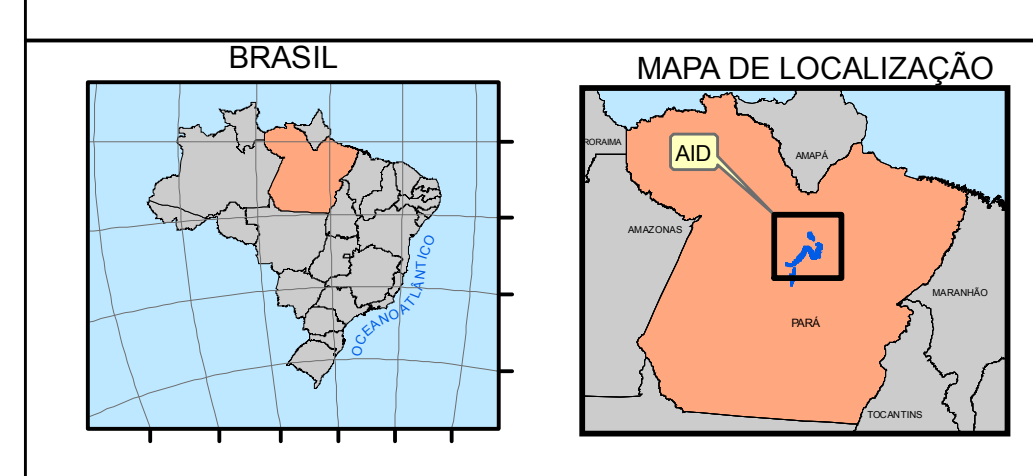 BRASIL
OCEANO ATLÂNTICO
MAPA DE LOCALIZAÇÃO
RORAIMA
AID
AMAPÁ
AMAZONAS
MARANHÃO
PARÁ
TOCANTINS